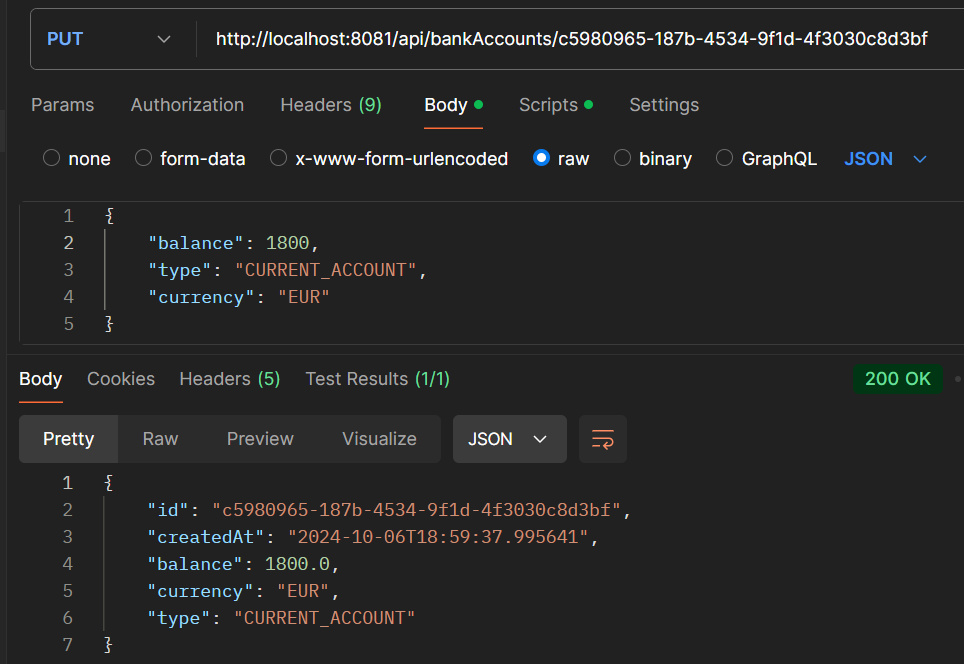 PUT http://localhost:8081/api/bankAccounts/c5980965-187b-4534-9f1d-4f3030c8d3bf
Params Authorization Headers (9) Body Scripts Settings
none form-data x-www-form-urlencoded raw binary GraphQL JSON
1 {
2 "balance": 1800,
3 "type": "CURRENT_ACCOUNT",
4 "currency": "EUR"
5 }
Body Cookies Headers (5) Test Results (1/1) 200 OK
Pretty Raw Preview Visualize JSON
1 {
2 "id": "c5980965-187b-4534-9f1d-4f3030c8d3bf",
3 "createdAt": "2024-10-06T18:59:37.995641",
4 "balance": 1800.0,
5 "currency": "EUR",
6 "type": "CURRENT_ACCOUNT"
7 }